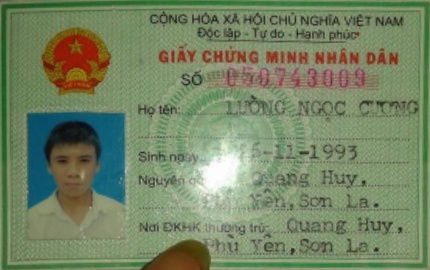 CỘNG HÒA XÃ HỘI CHỦ NGHĨA VIỆT NAM
Độc lập - Tự do - Hạnh phúc
GIẤY CHỨNG MINH NHÂN DÂN
SỐ 050743009
Họ tên: LƯỜNG NGỌC CƯƠNG
Sinh ngày 26-11-1993
Nguyên quán Quang Huy,
Phù Yên, Sơn La.
Nơi ĐKHK thường trú: Quang Huy,
Phù Yên, Sơn La.